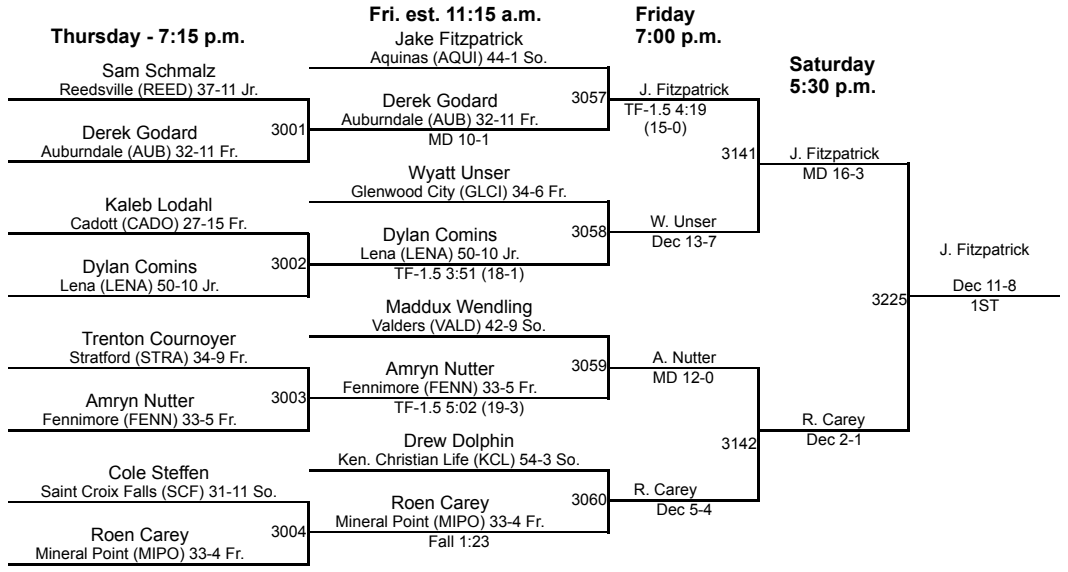 Thursday - 7:15 p.m.
Sam Schmalz
Reedsville (REED) 37-11 Jr.
3001
Derek Godard
Auburndale (AUB) 32-11 Fr.
Kaleb Lodahl
Cadott (CADO) 27-15 Fr.
3002
Dylan Comins
Lena (LENA) 50-10 Jr.
Trenton Cournoyer
Stratford (STRA) 34-9 Fr.
3003
Amryn Nutter
Fennimore (FENN) 33-5 Fr.
Cole Steffen
Saint Croix Falls (SCF) 31-11 So.
3004
Roen Carey
Mineral Point (MIPO) 33-4 Fr.
Fri. est. 11:15 a.m.
Jake Fitzpatrick
Aquinas (AQUI) 44-1 So.
3057
Derek Godard
Auburndale (AUB) 32-11 Fr.
MD 10-1
Wyatt Unser
Glenwood City (GLCI) 34-6 Fr.
3058
Dylan Comins
Lena (LENA) 50-10 Jr.
TF-1.5 3:51 (18-1)
Maddux Wendling
Valders (VALD) 42-9 So.
3059
Amryn Nutter
Fennimore (FENN) 33-5 Fr.
TF-1.5 5:02 (19-3)
Drew Dolphin
Ken. Christian Life (KCL) 54-3 So.
3060
Roen Carey
Mineral Point (MIPO) 33-4 Fr.
Fall 1:23
Friday
7:00 p.m.
J. Fitzpatrick
TF-1.5 4:19
(15-0)
3141
W. Unser
Dec 13-7
A. Nutter
MD 12-0
3142
R. Carey
Dec 5-4
Saturday
5:30 p.m.
J. Fitzpatrick
MD 16-3
3225
R. Carey
Dec 2-1
J. Fitzpatrick
Dec 11-8
1ST